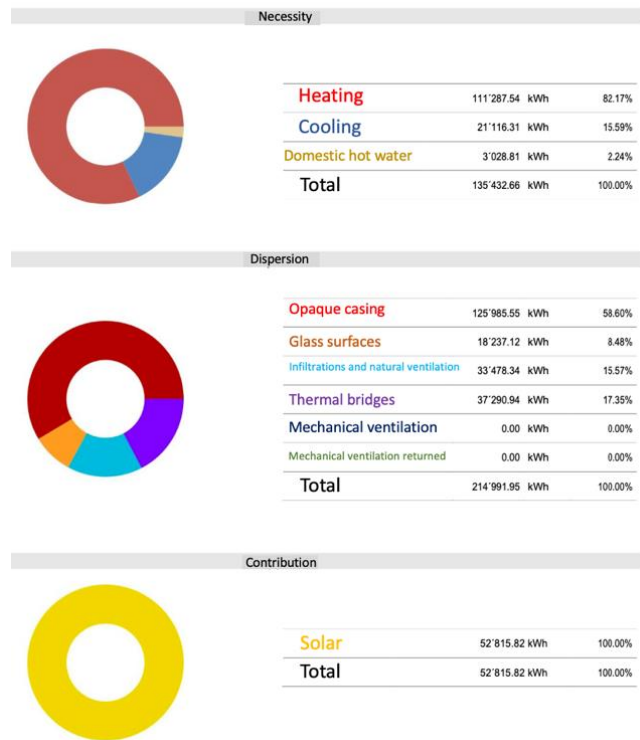 Necessity
Heating 111'287.54 kWh 82.17%
Cooling 21'116.31 kWh 15.59%
Domestic hot water 3'028.81 kWh 2.24%
Total 135'432.66 kWh 100.00%
Dispersion
Opaque casing 125'985.55 kWh 58.60%
Glass surfaces 18'237.12 kWh 8.48%
Infiltrations and natural ventilation 33'478.34 kWh 15.57%
Thermal bridges 37'290.94 kWh 17.35%
Mechanical ventilation 0.00 kWh 0.00%
Mechanical ventilation returned 0.00 kWh 0.00%
Total 214'991.95 kWh 100.00%
Contribution
Solar 52'815.82 kWh 100.00%
Total 52'815.82 kWh 100.00%